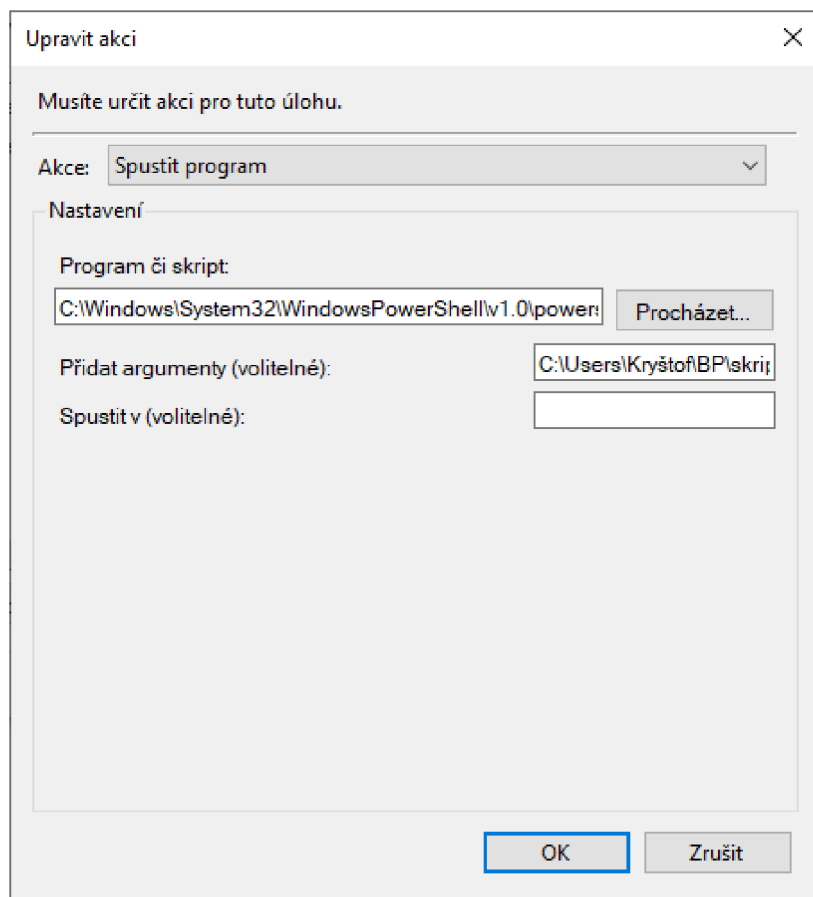 Upravit akci
Musíte určit akci pro tuto úlohu.
Akce: Spustit program
Nastavení
Program či skript:
C:\Windows\System32\WindowsPowerShell\v1.0\powers Procházet...
Přidat argumenty (volitelné): C:\Users\Kryštof\BP\skrip
Spustit v (volitelné):
OK Zrušit